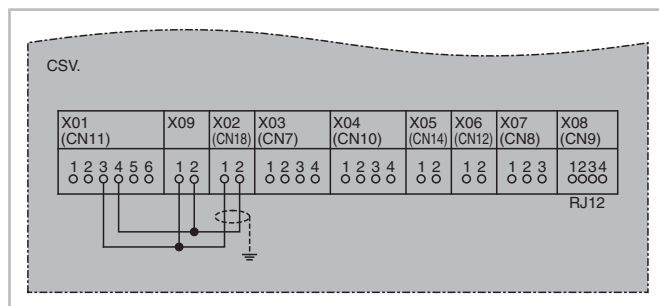 CSV.
X01 X09 X02 X03 X04 X05 X06 X07 X08
(CN11) (CN18) (CN7) (CN10) (CN14) (CN12) (CN8) (CN9)
1 2 3 4 5 6 1 2 1 2 1 2 3 4 1 2 3 4 1 2 1 2 1 2 3 1234
RJ12